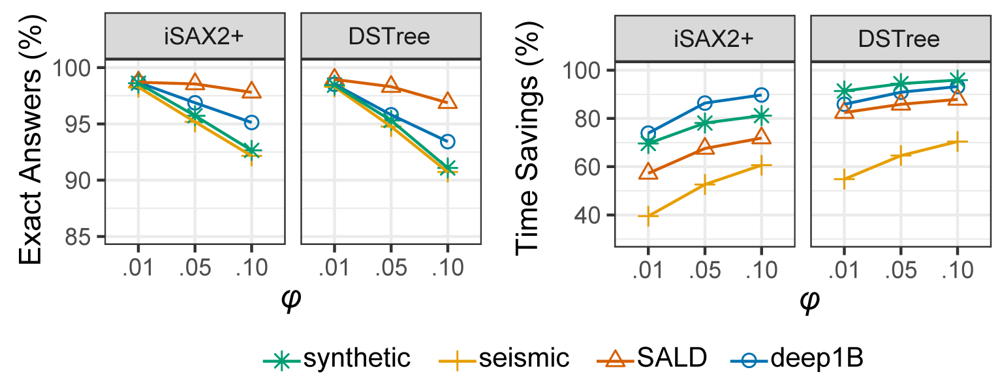 Exact Answers (%)
iSAX2+
DSTree
100
95
90
85
.01 .05 .10
.01 .05 .10
φ
Time Savings (%)
iSAX2+
DSTree
100
80
60
40
.01 .05 .10
.01 .05 .10
φ
synthetic seismic SALD deep1B